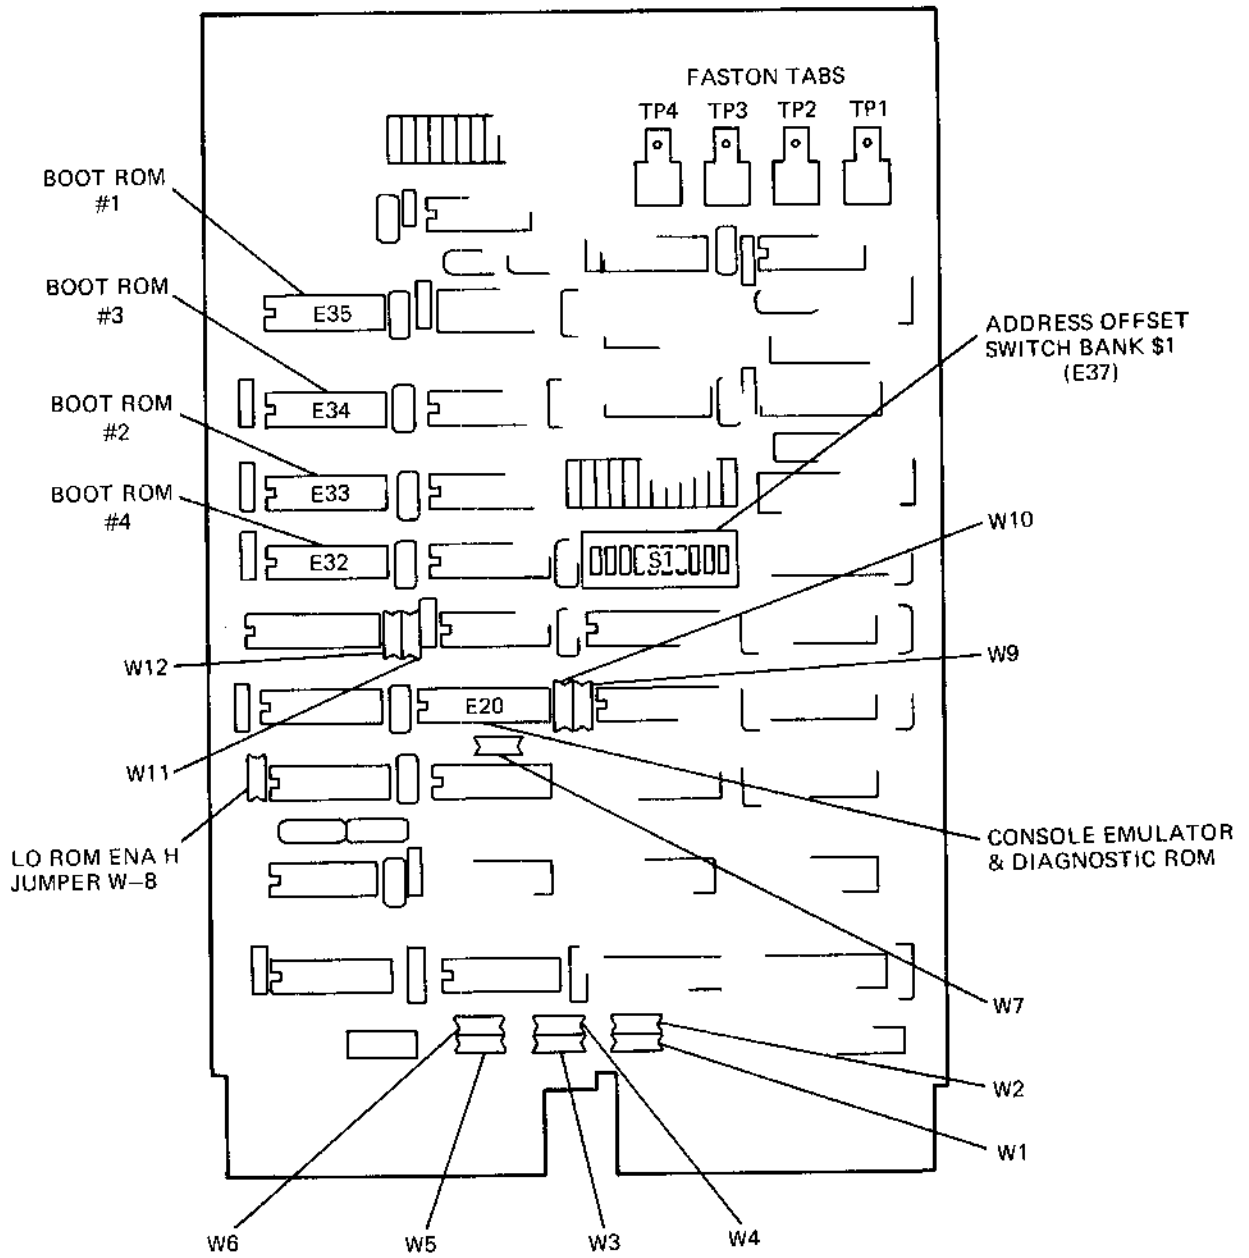 FASTON TABS
TP4 TP3 TP2 TP1
BOOT ROM
#1
BOOT ROM
#3
E35
ADDRESS OFFSET
SWITCH BANK $1
(E37)
BOOT ROM
#2
E34
BOOT ROM
#4
E33
E32
S1
W10
W12
W9
E20
W11
LO ROM ENA H
JUMPER W-8
CONSOLE EMULATOR
& DIAGNOSTIC ROM
W7
W2
W1
W6
W5
W3
W4